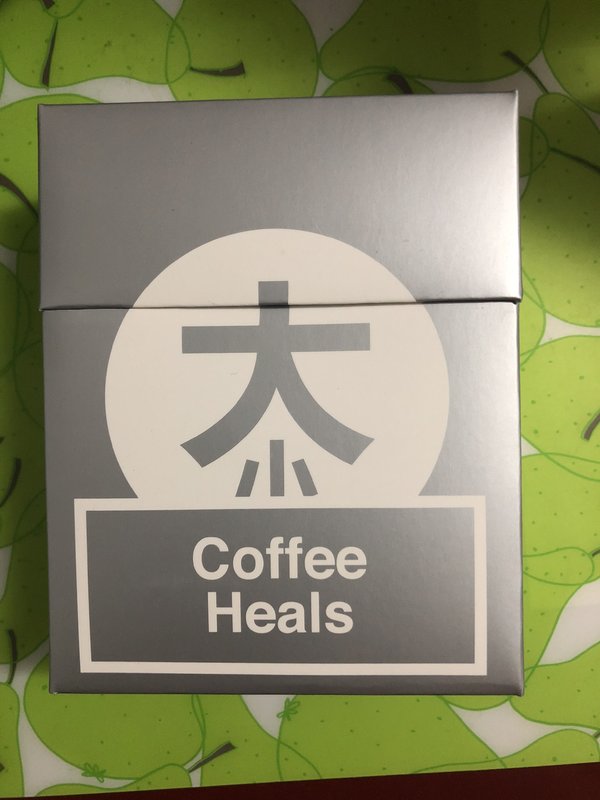 大
小
Coffee
Heals